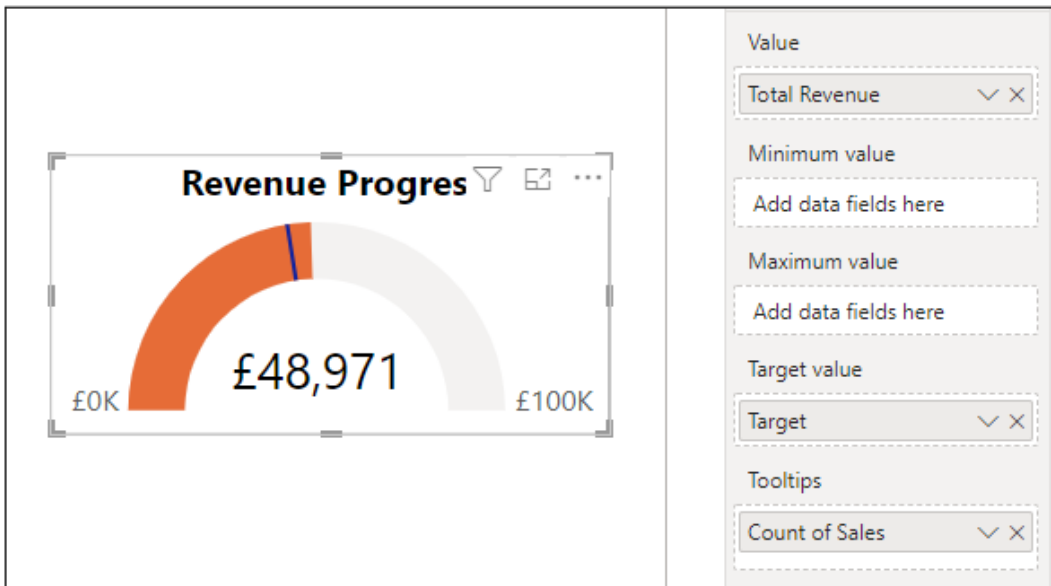 Revenue Progres
£48,971
£0K
£100K
Value
Total Revenue
Minimum value
Add data fields here
Maximum value
Add data fields here
Target value
Target
Tooltips
Count of Sales